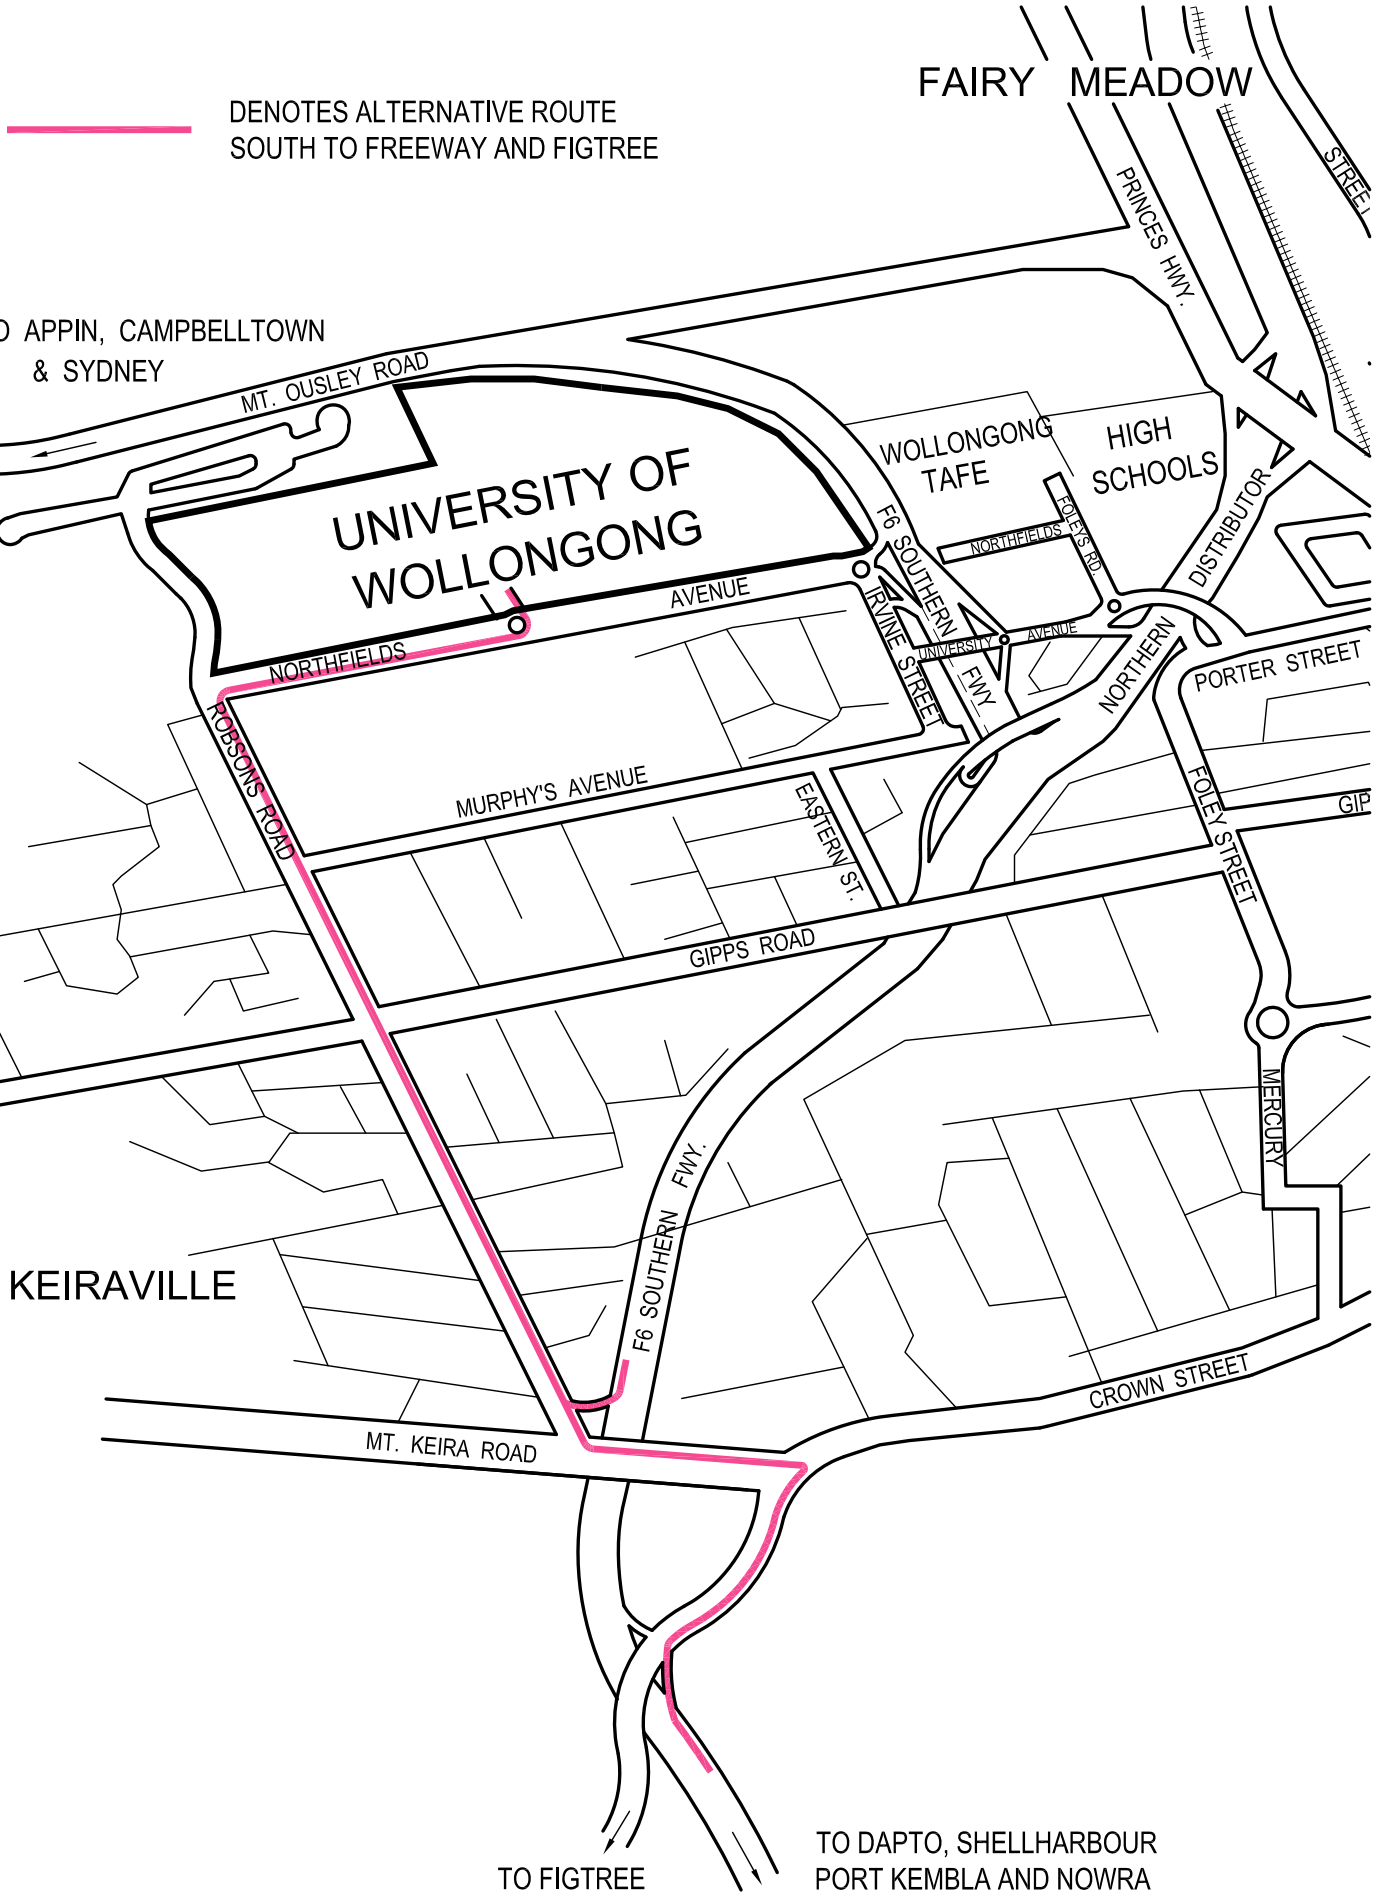 FAIRY MEADOW
DENOTES ALTERNATIVE ROUTE
SOUTH TO FREEWAY AND FIGTREE
STREET
PRINCES HWY.
APPIN, CAMPBELLTOWN
& SYDNEY
MT. OUSLEY ROAD
WOLLONGONG
TAFE
HIGH
SCHOOLS
UNIVERSITY OF
WOLLONGONG
F6 SOUTHERN FWY
NORTHFIELDS
FOLEYS RD.
NORTHERN DISTRIBUTOR
NORTHFIELDS AVENUE
IRVINE STREET
UNIVERSITY AVENUE
PORTER STREET
ROBSONS ROAD
MURPHY'S AVENUE
EASTERN ST.
FOLEY STREET
GIPPS ROAD
MERCURY
F6 SOUTHERN FWY.
KEIRAVILLE
CROWN STREET
MT. KEIRA ROAD
TO FIGTREE
TO DAPTO, SHELLHARBOUR
PORT KEMBLA AND NOWRA